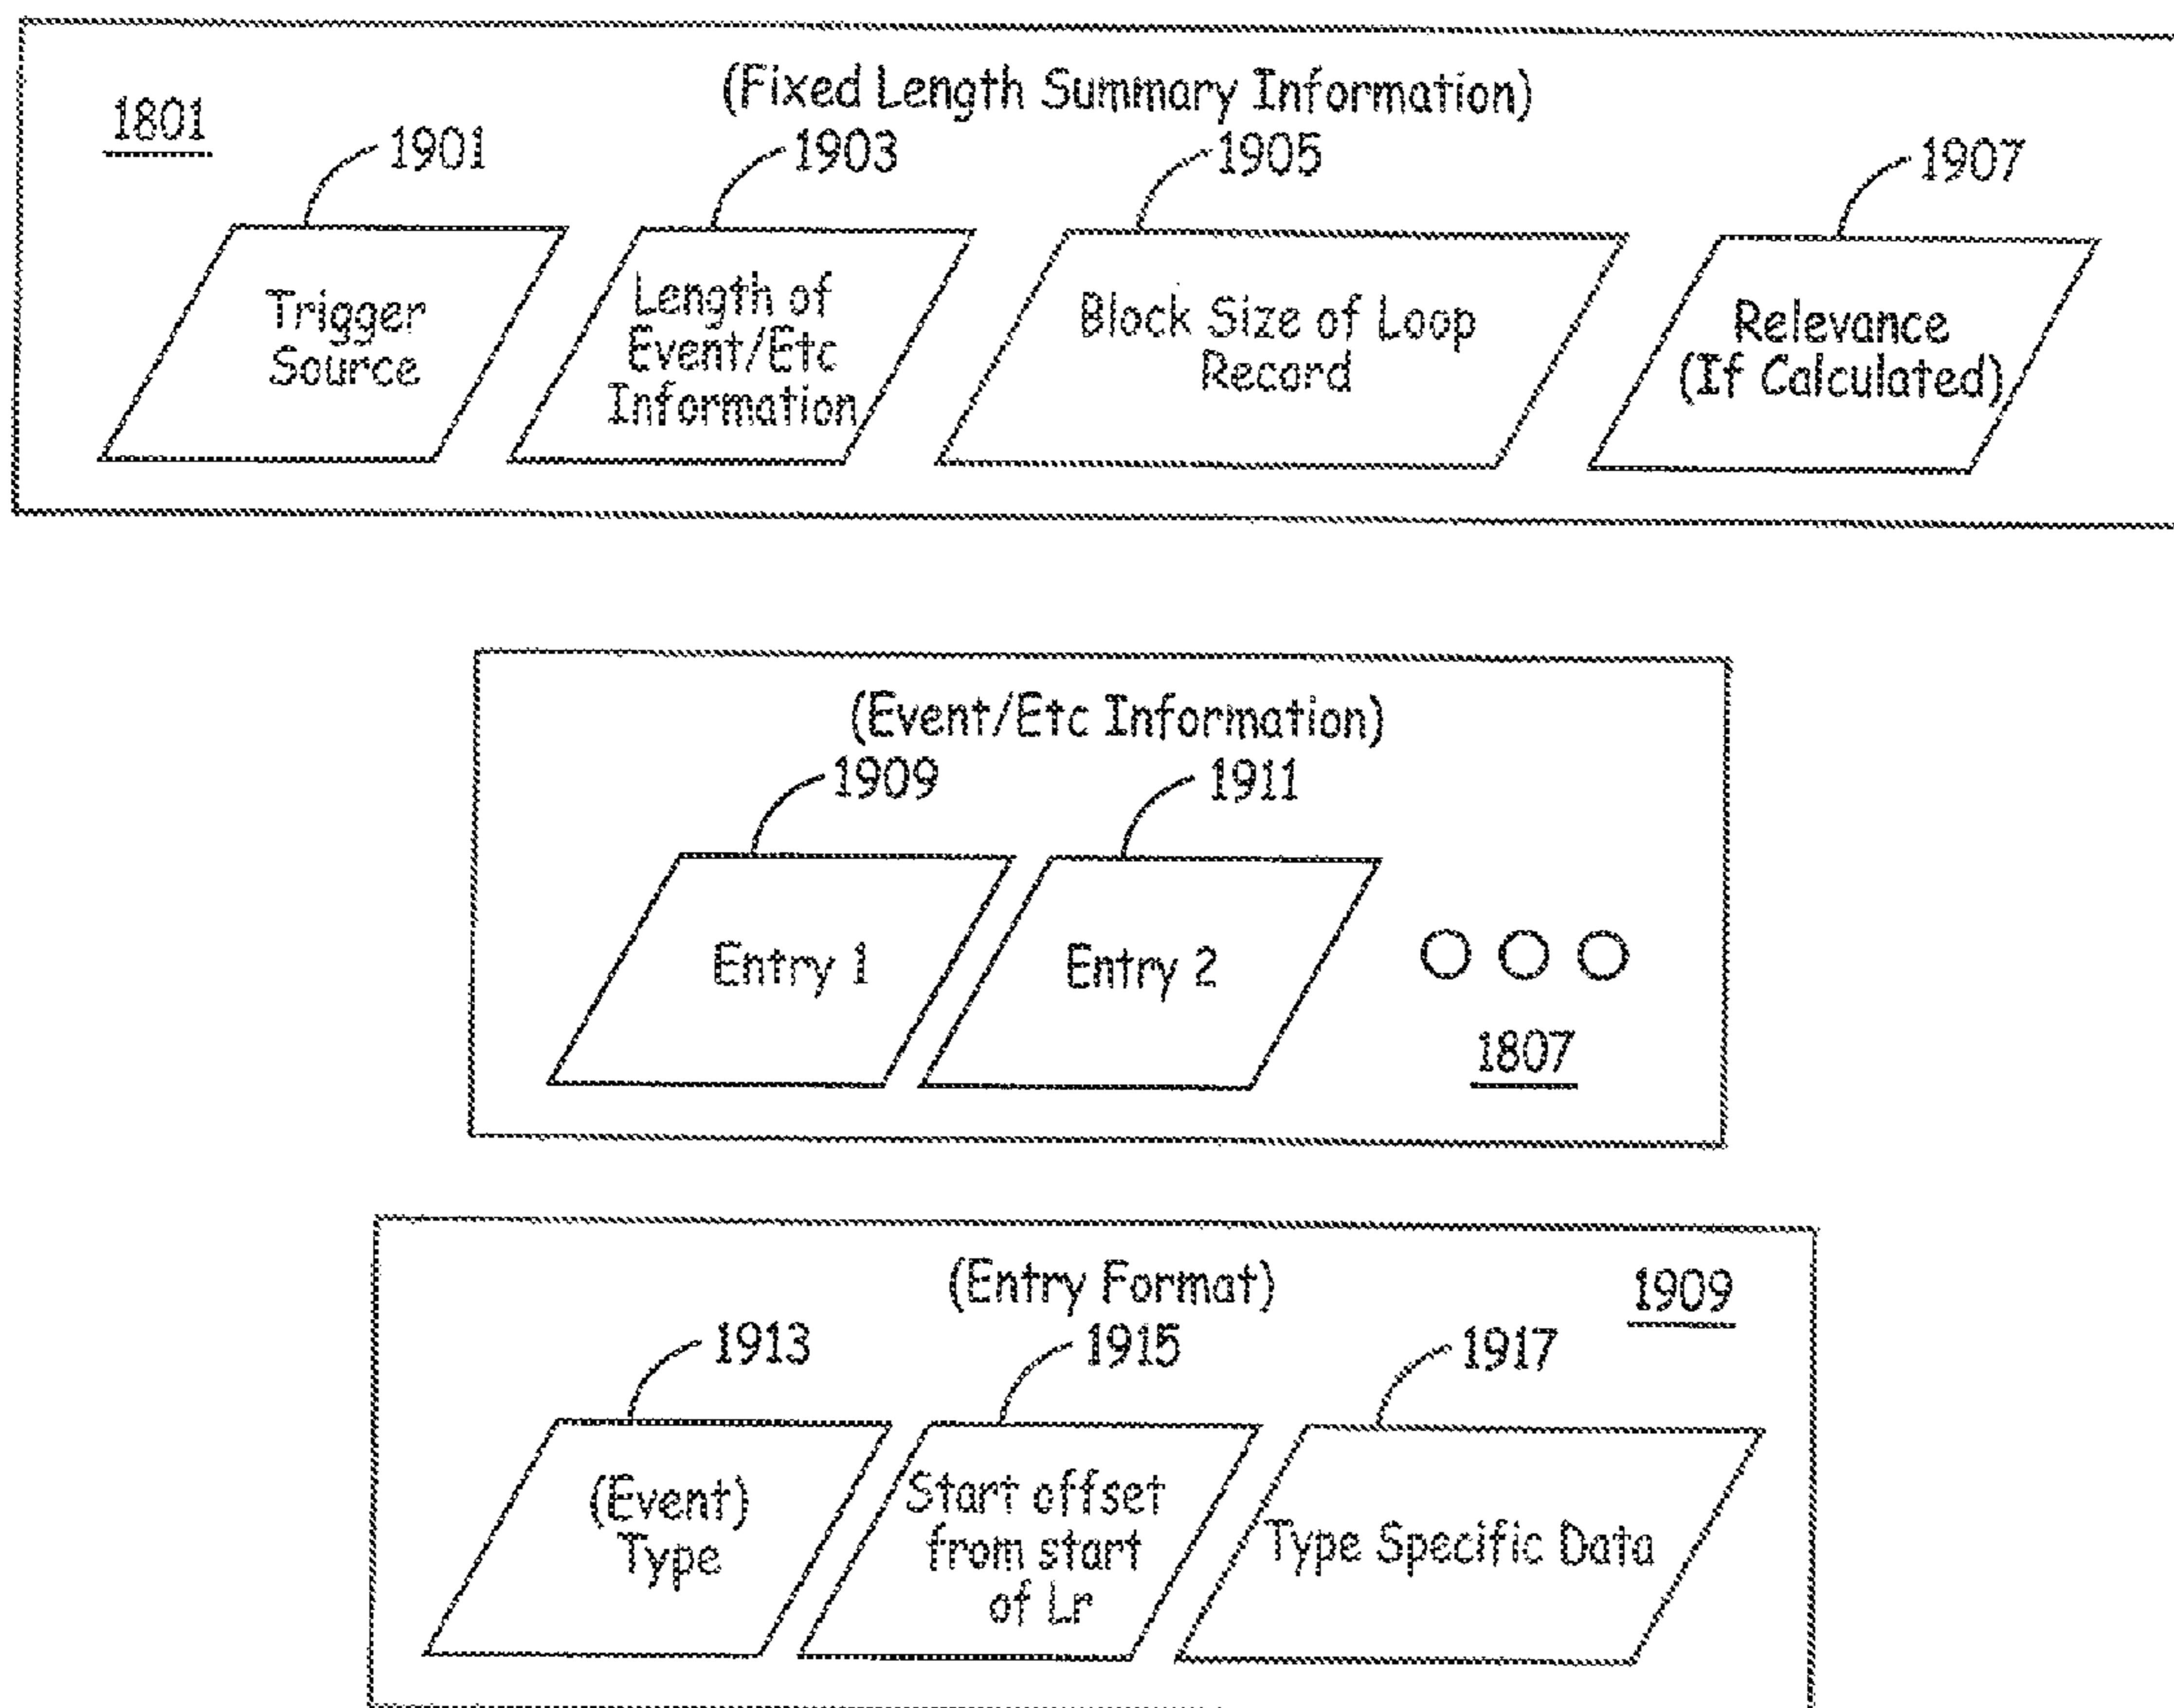 (Fixed Length Summary Information)
1801
1901
1903
1905
1907
Trigger
Source
Length of
Event/Etc
Information
Block Size of Loop
Record
Relevance
(If Calculated)
(Event/Etc Information)
1909
1911
Entry 1
Entry 2
1807
(Entry Format)
1909
1913
1915
1917
(Event)
Type
Start offset
from start
of Lr
Type Specific Data